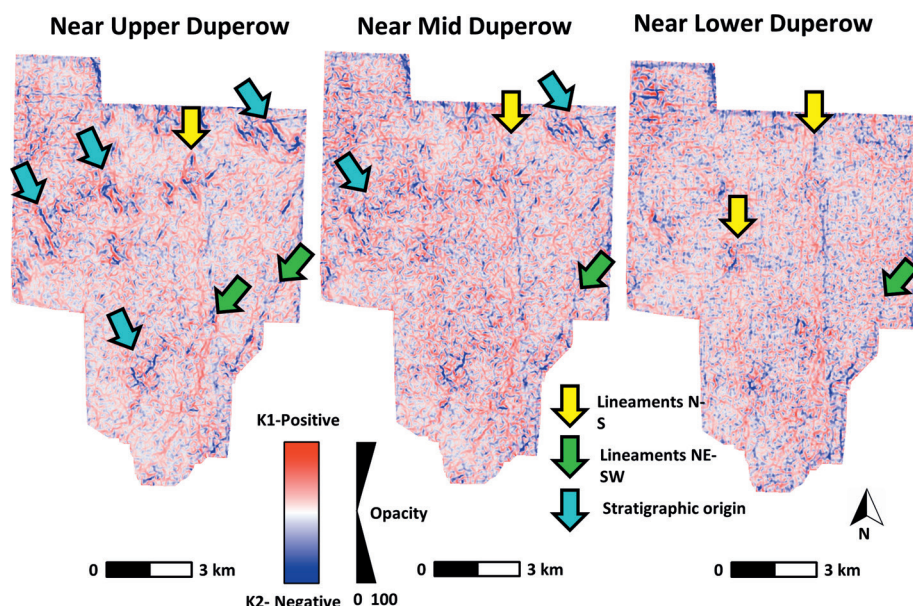 Near Upper Duperow
Near Mid Duperow
Near Lower Duperow
K1-Positive
K2- Negative
Opacity
0 100
Lineaments N-
S
Lineaments NE-
SW
Stratigraphic origin
N
0 3 km
0 3 km
0 3 km